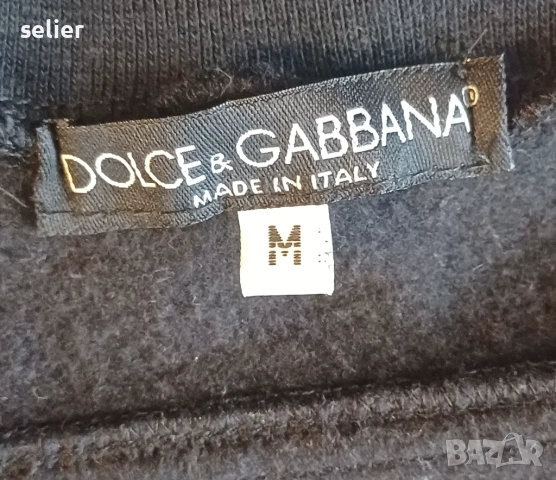 selier
DOLCE & GABBANA
MADE IN ITALY
M
BAZAR